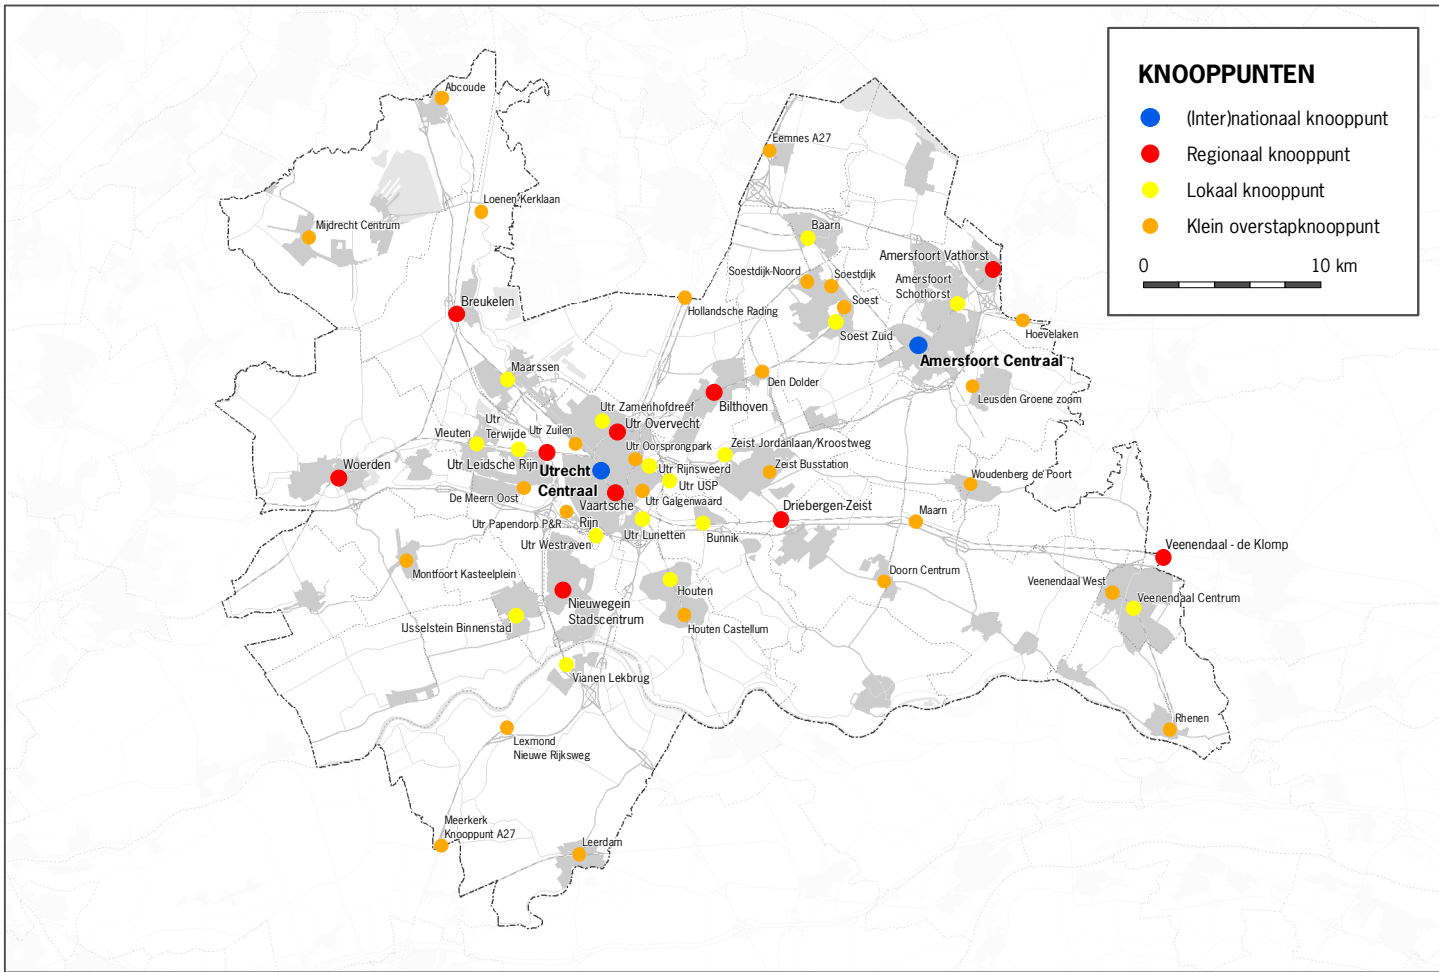 KNOOPPUNTEN
(Inter)nationaal knooppunt
Regionaal knooppunt
Lokaal knooppunt
Klein overstapknooppunt
0
10 km
Abcoude
Eemnes A27
Loenen Kerklaan
Mijdrecht Centrum
Baarn
Amersfoort Vathorst
Soestdijk-Noord
Soestdijk
Amersfoort
Schothorst
Breukelen
Soest
Hollandsche Rading
Hoevelaken
Soest Zuid
Amersfoort Centraal
Maarssen
Den Dolder
Leusden Groene zoom
Bilthoven
Utr Zamenhofdreef
Utr
Terwijde
Utr Overvecht
Vleuten
Utr Zuilen
Utr Oorsprongpark
Zeist Jordanlaan/Kroostweg
Woerden
Utr Leidsche Rijn
Utrecht
Centraal
Utr Rijnsweerd
Zeist Busstation
Utr USP
Woudenberg de Poort
De Meern Oost
Vaartsche
Rijn
Utr Galgenwaard
Driebergen-Zeist
Maarn
Utr Papendorp P&R
Utr Lunetten
Bunnik
Utr Westraven
Veenendaal - de Klomp
Montfoort Kasteelplein
Doorn Centrum
Veenendaal West
Houten
Veenendaal Centrum
Nieuwegein
Stadscentrum
IJsselstein Binnenstad
Houten Castellum
Vianen Lekbrug
Rhenen
Lexmond
Nieuwe Rijksweg
Meerkerk
Knooppunt A27
Leerdam